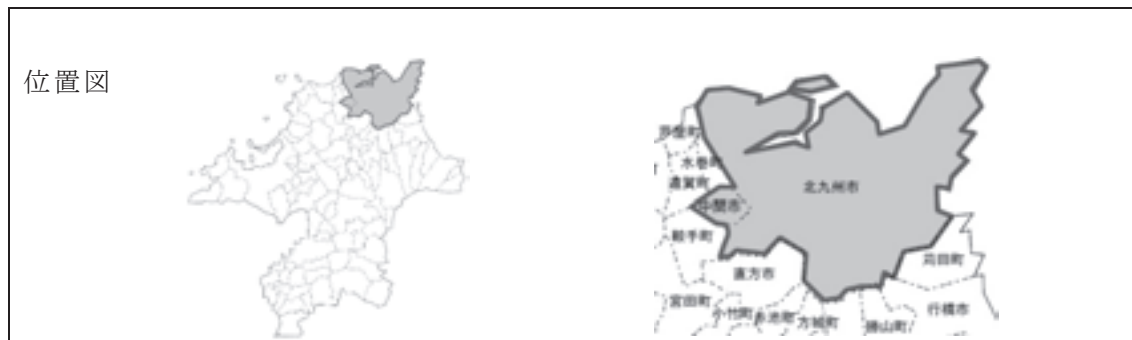 位置図
芦屋町
水巻町
遠賀町
北九州市
中間市
鞍手町
直方市
苅田町
宮田町
小竹町
糸池町
方城町
勝山町
行橋市